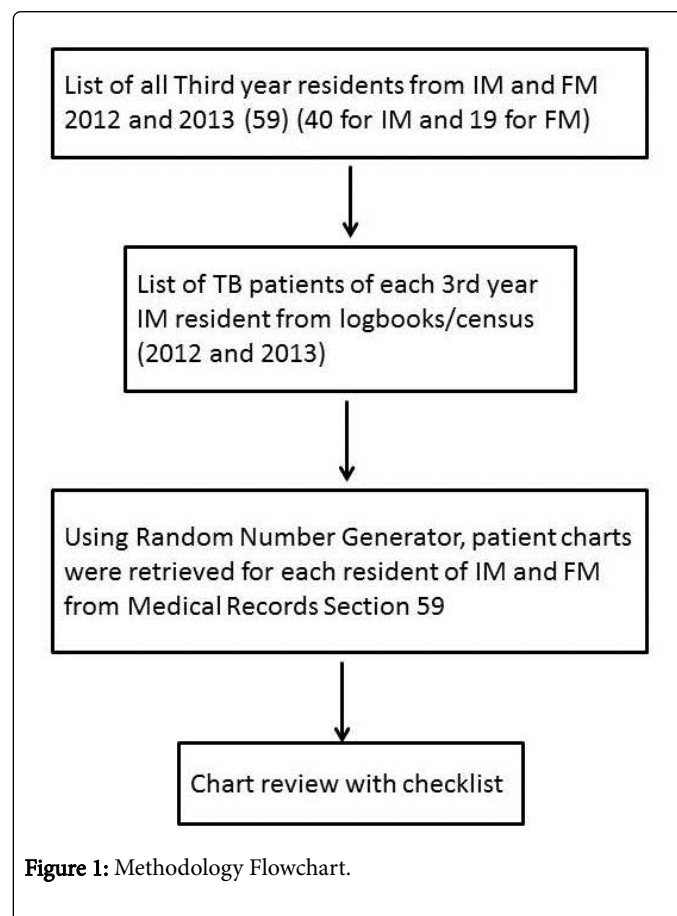 List of all Third year residents from IM and FM
2012 and 2013 (59) (40 for IM and 19 for FM)
List of TB patients of each 3rd year
IM resident from logbooks/census
(2012 and 2013)
Using Random Number Generator, patient charts
were retrieved for each resident of IM and FM
from Medical Records Section 59
Chart review with checklist
Figure 1: Methodology Flowchart.